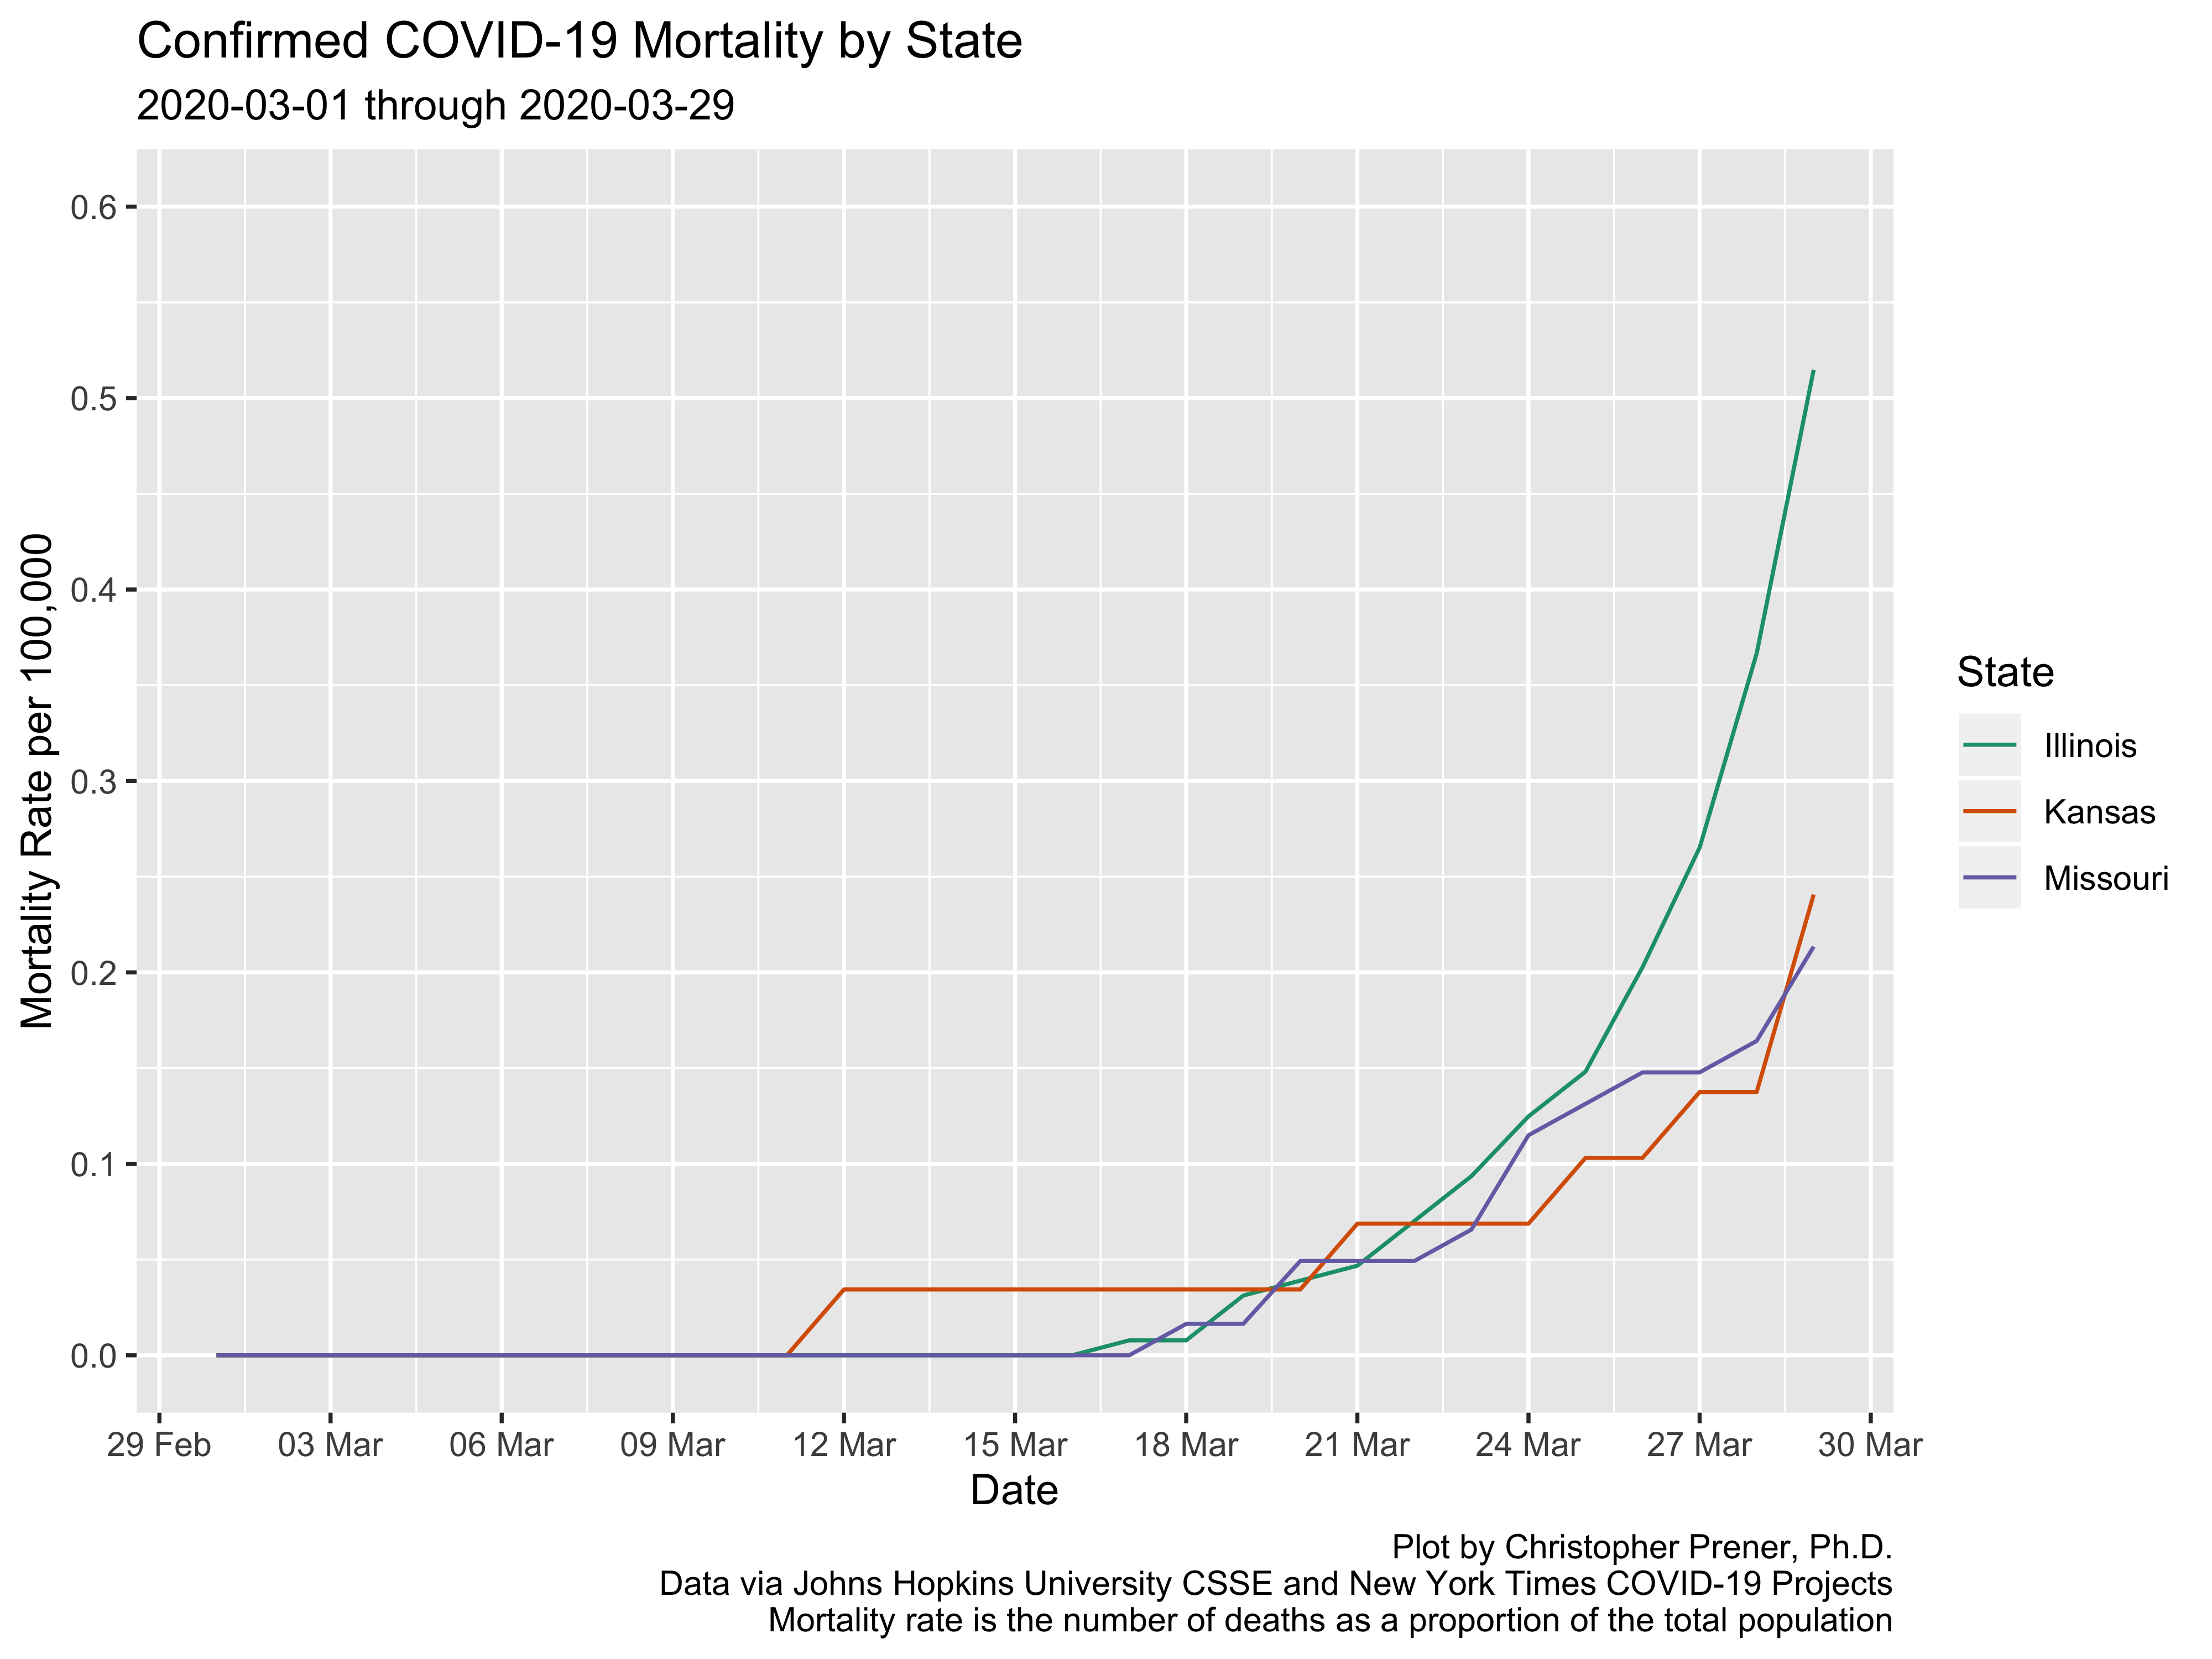 Confirmed COVID-19 Mortality by State
2020-03-01 through 2020-03-29
Mortality Rate per 100,000
0.6
0.5
0.4
0.3
0.2
0.1
0.0
29 Feb 03 Mar 06 Mar 09 Mar 12 Mar 15 Mar 18 Mar 21 Mar 24 Mar 27 Mar 30 Mar
Date
State
Illinois
Kansas
Missouri
Plot by Christopher Prener, Ph.D.
Data via Johns Hopkins University CSSE and New York Times COVID-19 Projects
Mortality rate is the number of deaths as a proportion of the total population